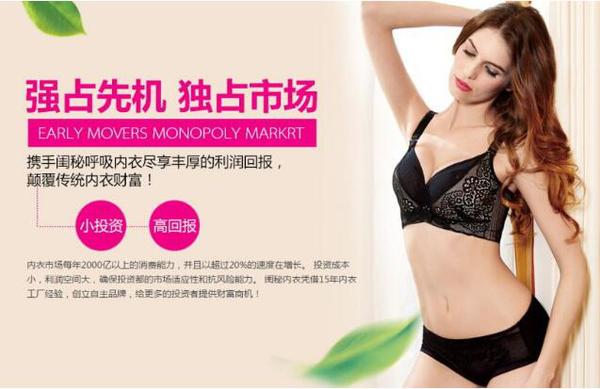 强占先机 独占市场
EARLY MOVERS MONOPOLY MARKRT
携手闺秘呼吸内衣尽享丰厚的利润回报，
颠覆传统内衣财富！
小投资 高回报
内衣市场每年2000亿以上的消费能力，并且以超过20%的速度在增长。 投资成本
小，利润空间大，确保投资都的市场适应性和抗风险能力。 闺秘内衣凭借15年内衣
工厂经验，创立自主品牌，给更多的投资者提供财富商机！